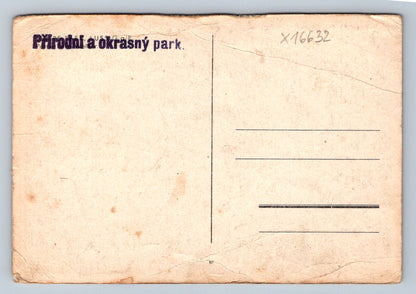 Přírodní a okrasný park.
X16632